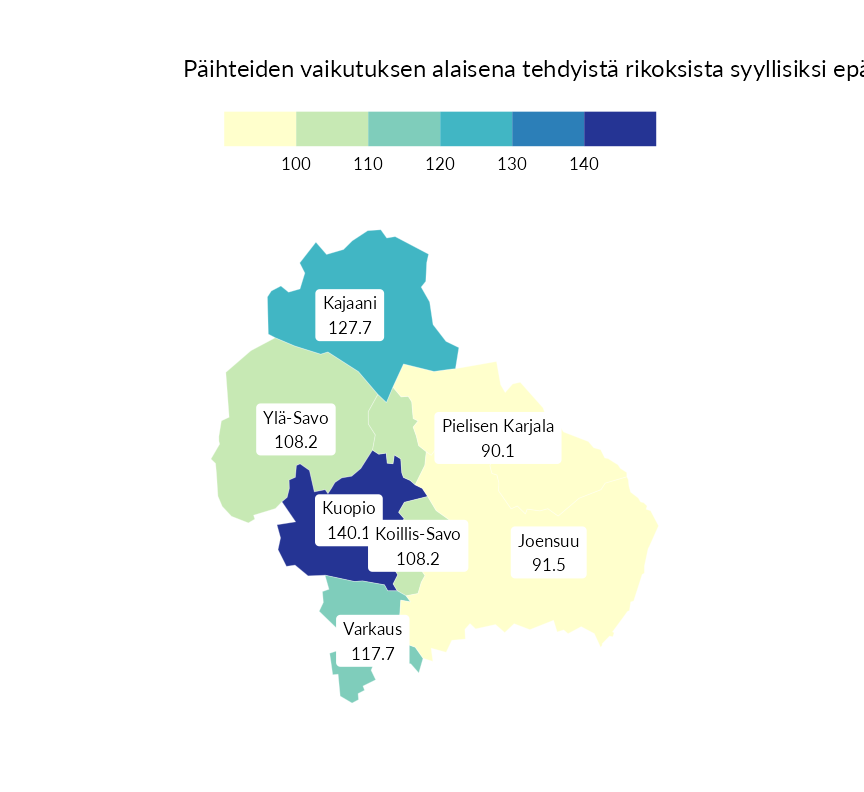 Päihteiden vaikutuksen alaisena tehdyistä rikoksista syyllisiksi epä
100 110 120 130 140
Kajaani
127.7
Ylä-Savo
108.2
Pielisen Karjala
90.1
Kuopio
140.1
Koillis-Savo
108.2
Joensuu
91.5
Varkaus
117.7